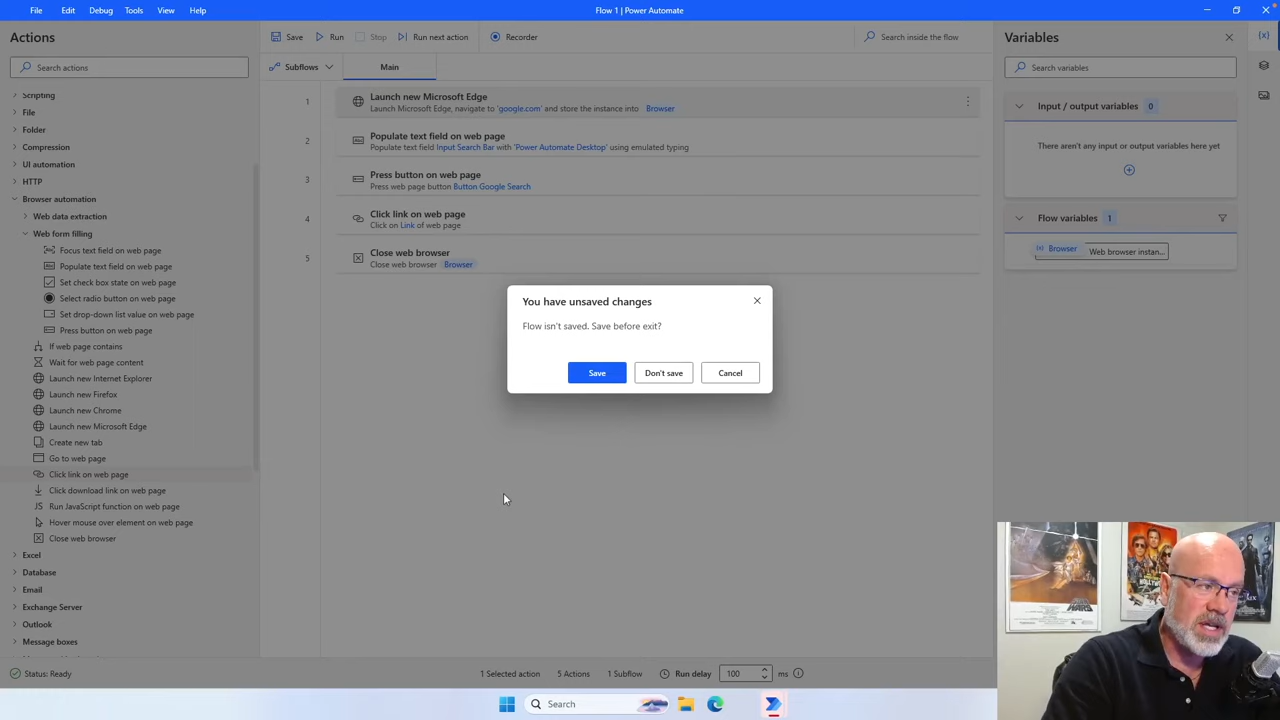 File Edit Debug Tools View Help
Flow 1 | Power Automate
Actions
Search actions
Scripting
File
Folder
Compression
UI automation
HTTP
Browser automation
Web data extraction
Web form filling
Focus text field on web page
Populate text field on web page
Set check box state on web page
Select radio button on web page
Set drop-down list value on web page
Press button on web page
If web page contains
Wait for web page content
Launch new Internet Explorer
Launch new Firefox
Launch new Chrome
Launch new Microsoft Edge
Create new tab
Go to web page
Click link on web page
Click download link on web page
JS Run JavaScript function on web page
Hover mouse over element on web page
Close web browser
Excel
Database
Email
Exchange Server
Outlook
Message boxes
Save Run Stop Run next action Recorder
Search inside the flow
Subflows Main
1 Launch new Microsoft Edge
Launch Microsoft Edge, navigate to 'google.com' and store the instance into Browser
2 Populate text field on web page
Populate text field Input Search Bar with 'Power Automate Desktop' using emulated typing
3 Press button on web page
Press web page button Button Google Search
4 Click link on web page
Click on Link of web page
5 Close web browser
Close web browser Browser
You have unsaved changes
Flow isn't saved. Save before exit?
Save Don't save Cancel
Variables
{x}
Search variables
Input / output variables 0
There aren't any input or output variables here yet
Flow variables 1
Browser Web browser instan...
Status: Ready
1 Selected action 5 Actions 1 Subflow Run delay 100 ms
Search
STAR WARS